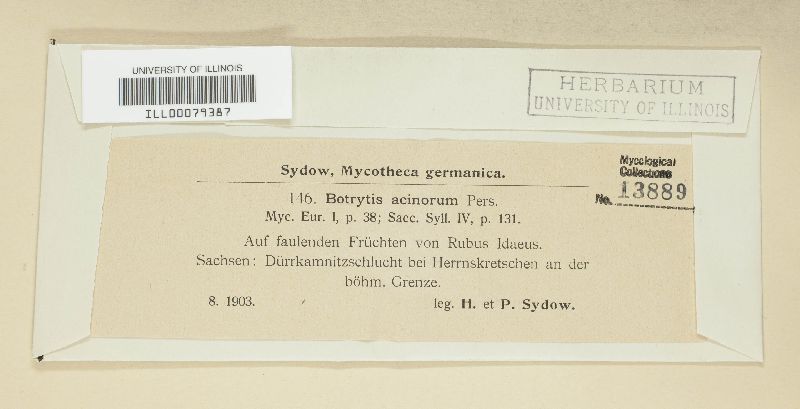 UNIVERSITY OF ILLINOIS
ILL00079387
HERBARIUM
UNIVERSITY OF ILLINOIS
Sydow, Mycotheca germanica.
Mycological
Collections
No. 13889
146. Botrytis acinorum Pers.
Myc. Eur. I, p. 38; Sacc. Syll. IV, p. 131.
Auf faulenden Früchten von Rubus Idaeus.
Sachsen: Dürrkamnitzschlucht bei Herrnskretschen an der
böhm. Grenze.
8. 1903. leg. H. et P. Sydow.